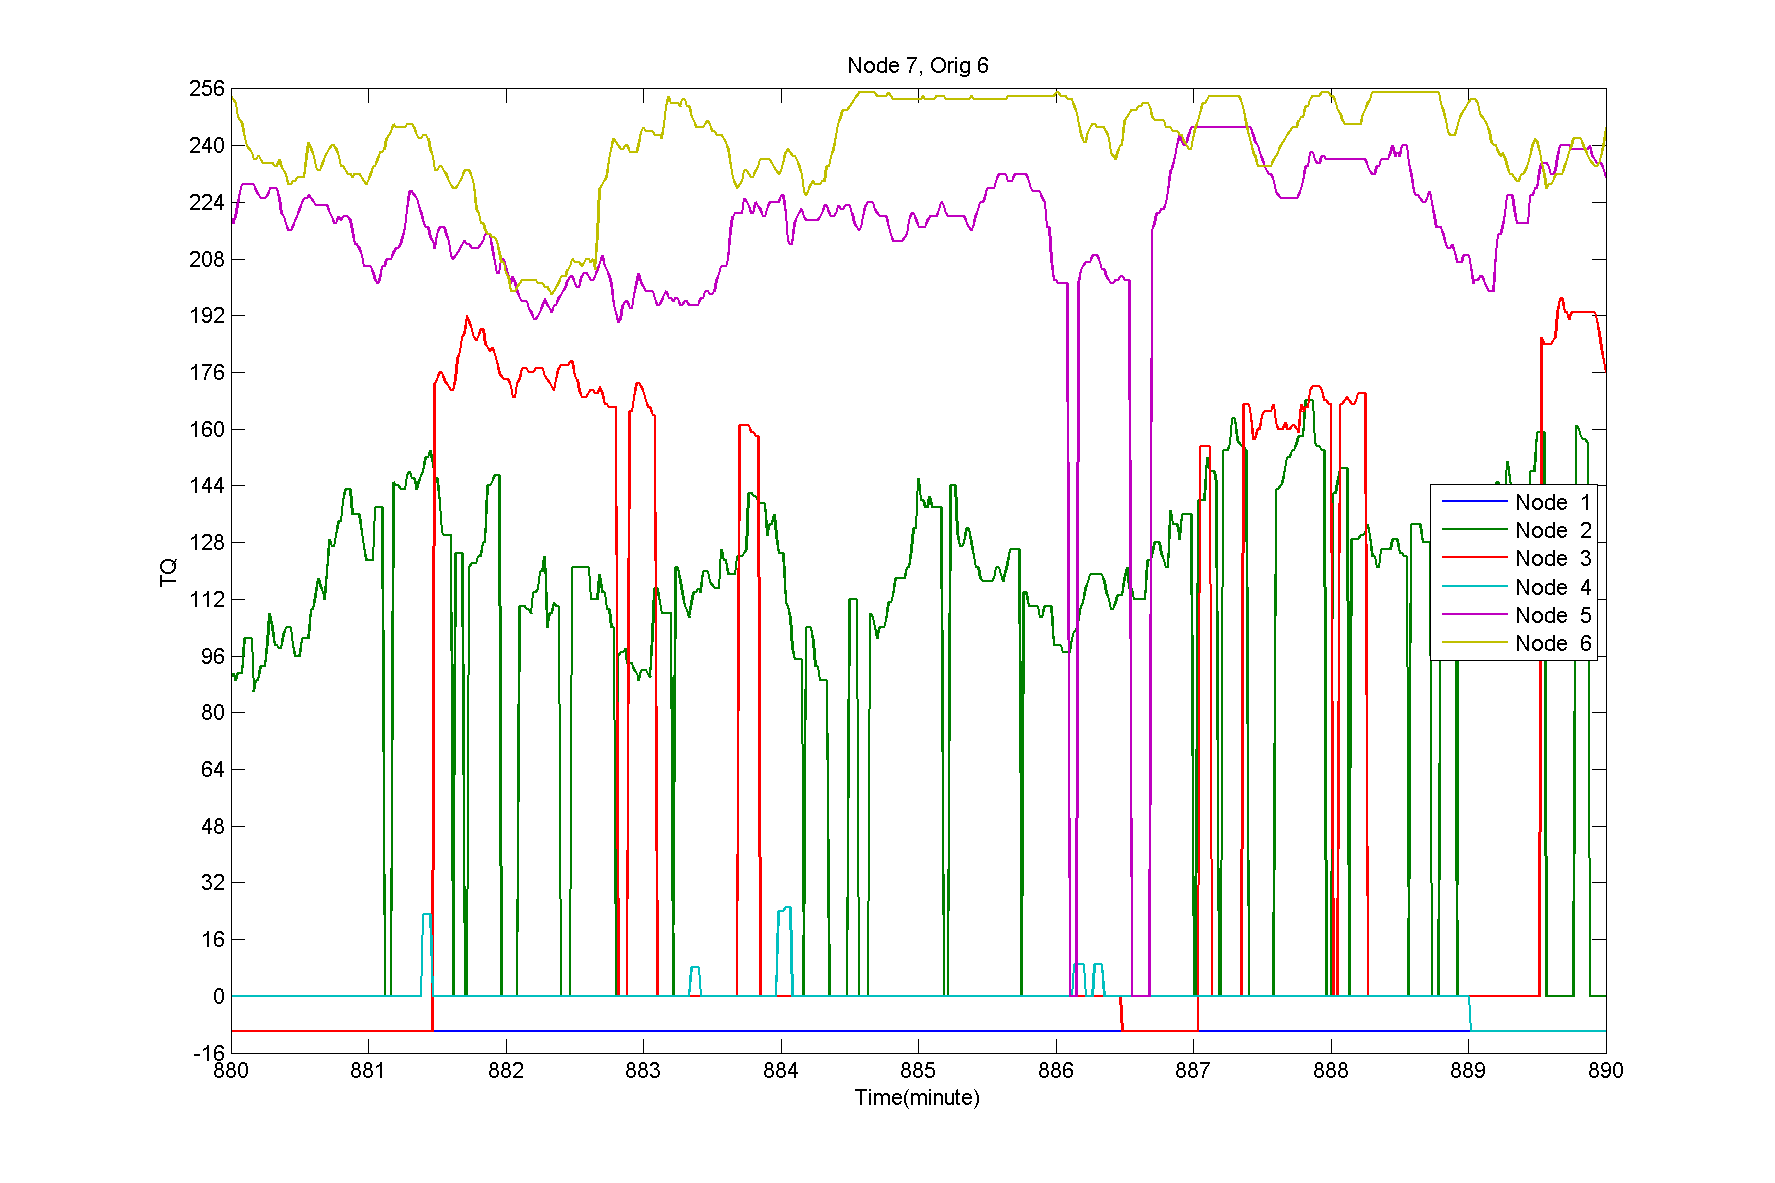 Node 7, Orig 6
256
240
224
208
192
176
160
144
128
112
96
80
64
48
32
16
0
-16
TQ
Node 1
Node 2
Node 3
Node 4
Node 5
Node 6
880 881 882 883 884 885 886 887 888 889 890
Time(minute)